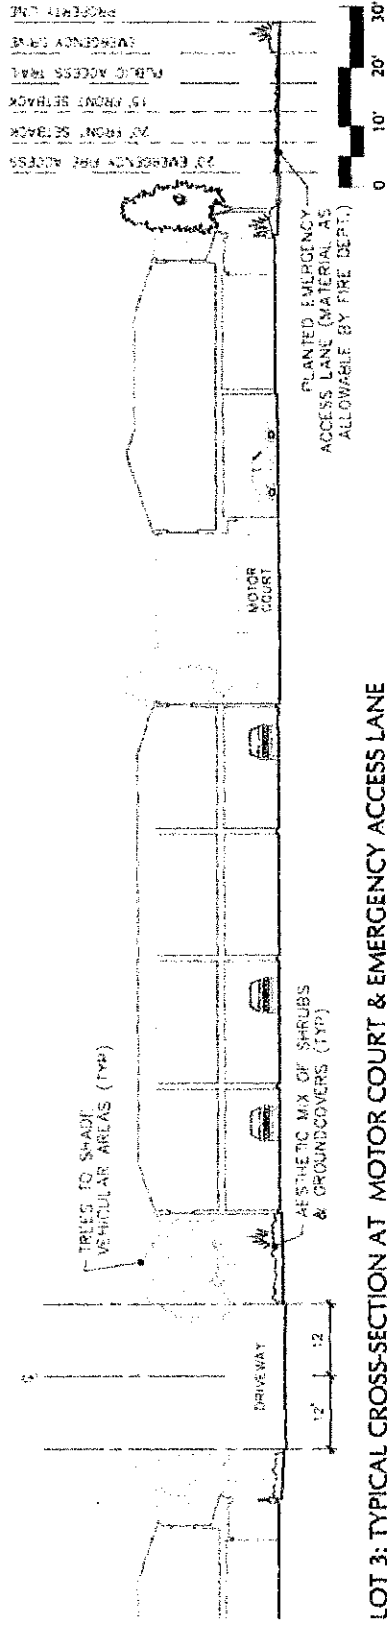 TREES TO SHADE
VEHICULAR AREAS (TYP)
DRIVEWAY
12'
12'
AESTHETIC MIX OF SHRUBS
& GROUNDCOVERS (TYP)
MOTOR
COURT
PLANTED EMERGENCY
ACCESS LANE (MATERIAL AS
ALLOWABLE BY FIRE DEPT.)
20' EMERGENCY FIRE ACCESS
20' FRONT SETBACK
15' FRONT SETBACK
PUBLIC ACCESS TRAIL
EMERGENCY DRIVE
PROPERTY LINE
0 10' 20' 30'
LOT 3: TYPICAL CROSS-SECTION AT MOTOR COURT & EMERGENCY ACCESS LANE